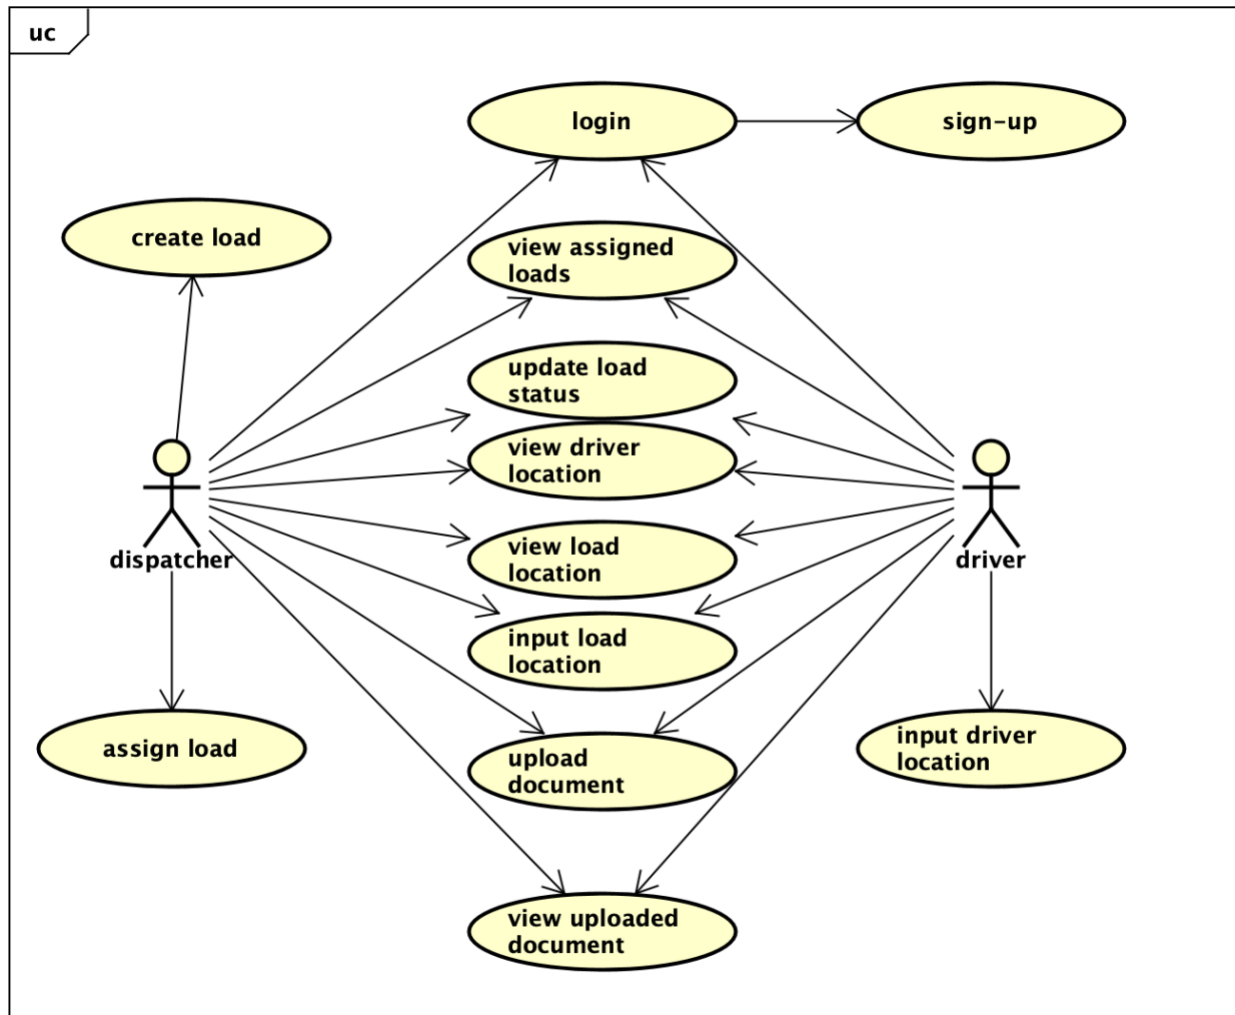 uc
login
sign-up
create load
view assigned
loads
update load
status
view driver
location
dispatcher
driver
view load
location
input load
location
assign load
upload
document
input driver
location
view uploaded
document